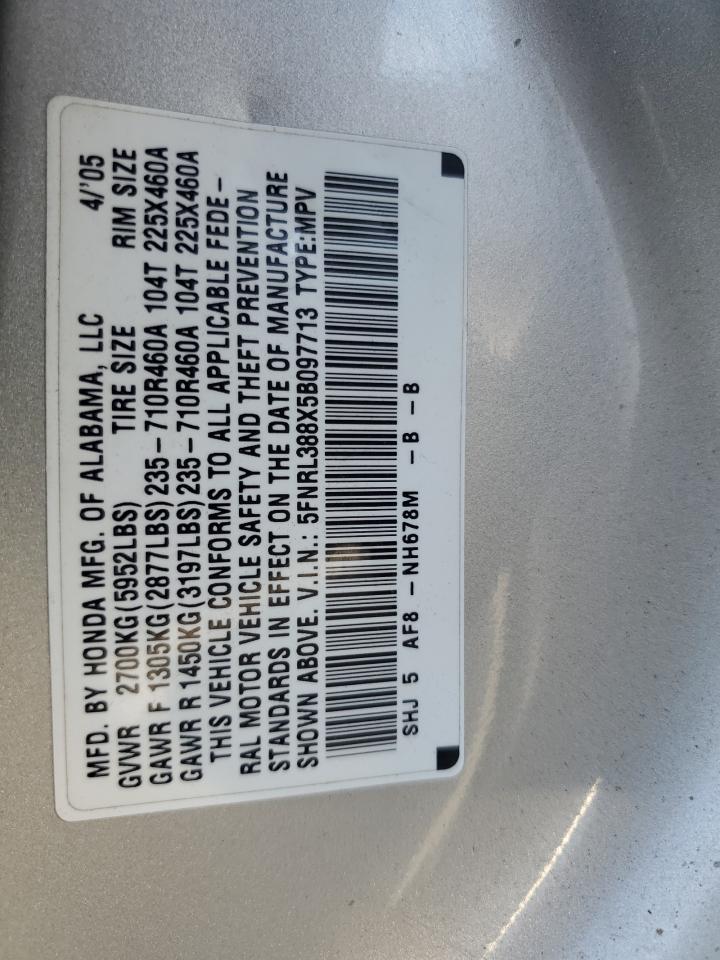 MFD. BY HONDA MFG. OF ALABAMA, LLC 4/'05
GVWR 2700KG(5952LBS) TIRE SIZE RIM SIZE
GAWR F 1305KG(2877LBS)235-710R460A 104T 225X460A
GAWR R 1450KG(3197LBS)235-710R460A 104T 225X460A
THIS VEHICLE CONFORMS TO ALL APPLICABLE FEDE-
RAL MOTOR VEHICLE SAFETY AND THEFT PREVENTION
STANDARDS IN EFFECT ON THE DATE OF MANUFACTURE
SHOWN ABOVE. V.I.N.: 5FNRL388X5B097713 TYPE:MPV
SHJ 5 AF8 -NH678M -B -B